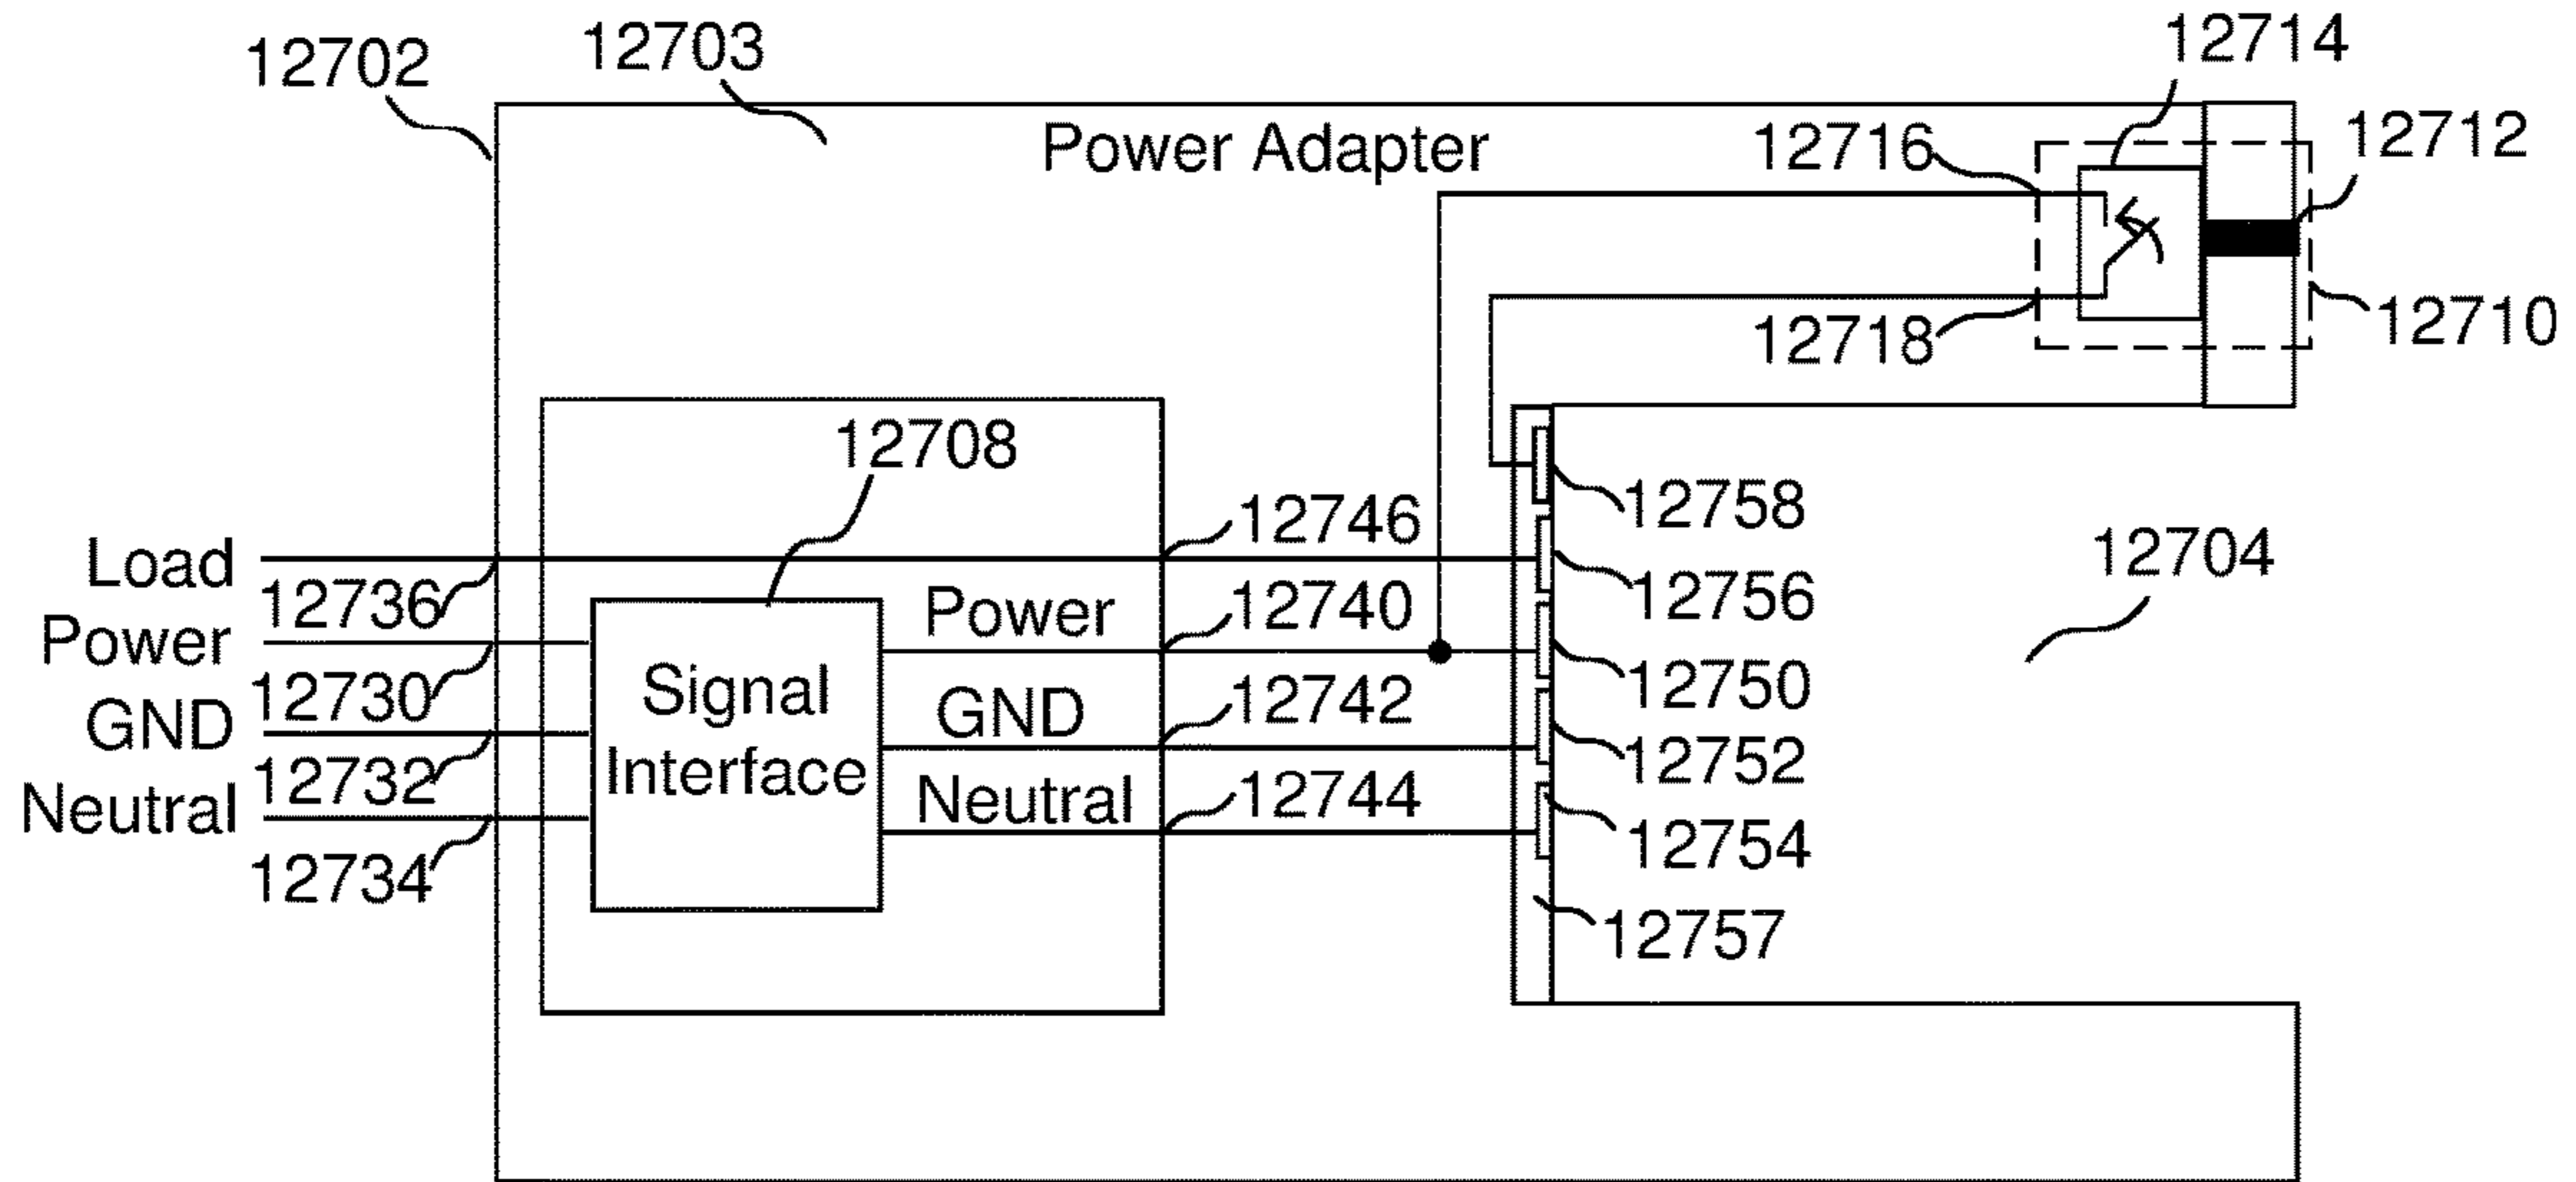 12702
12703
12714
Power Adapter
12716
12712
12718
12710
12708
12758
12746
12756
12704
Load
12736
Power
12740
Power
12730
Signal
Interface
12750
GND
12742
GND
12732
12752
Neutral
12744
Neutral
12754
12734
12757